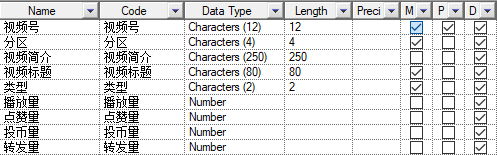 Name Code Data Type Length Preci M P D
视频号 视频号 Characters (12) 12
分区 分区 Characters (4) 4
视频简介 视频简介 Characters (250) 250
视频标题 视频标题 Characters (80) 80
类型 类型 Characters (2) 2
播放量 播放量 Number
点赞量 点赞量 Number
投币量 投币量 Number
转发量 转发量 Number